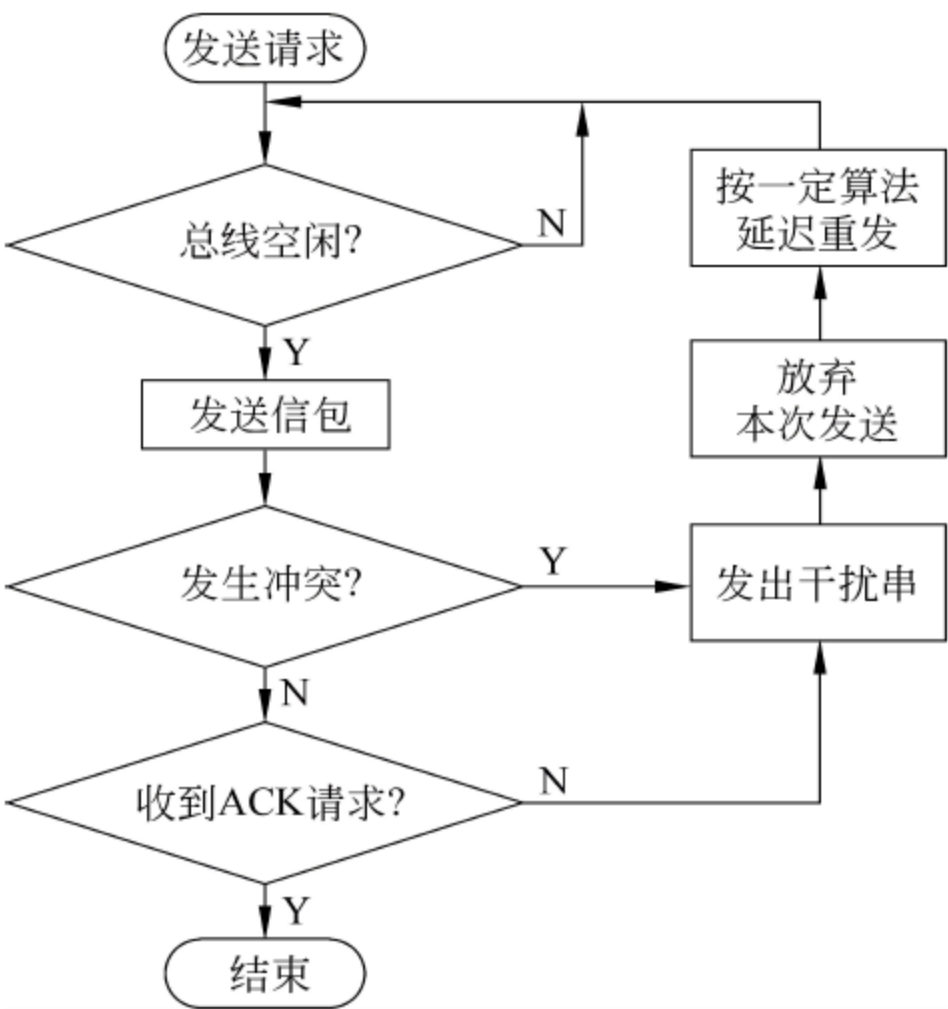 发送请求
总线空闲?
N
Y
发送信包
发生冲突?
Y
N
收到ACK请求?
N
Y
结束
按一定算法
延迟重发
放弃
本次发送
发出干扰串